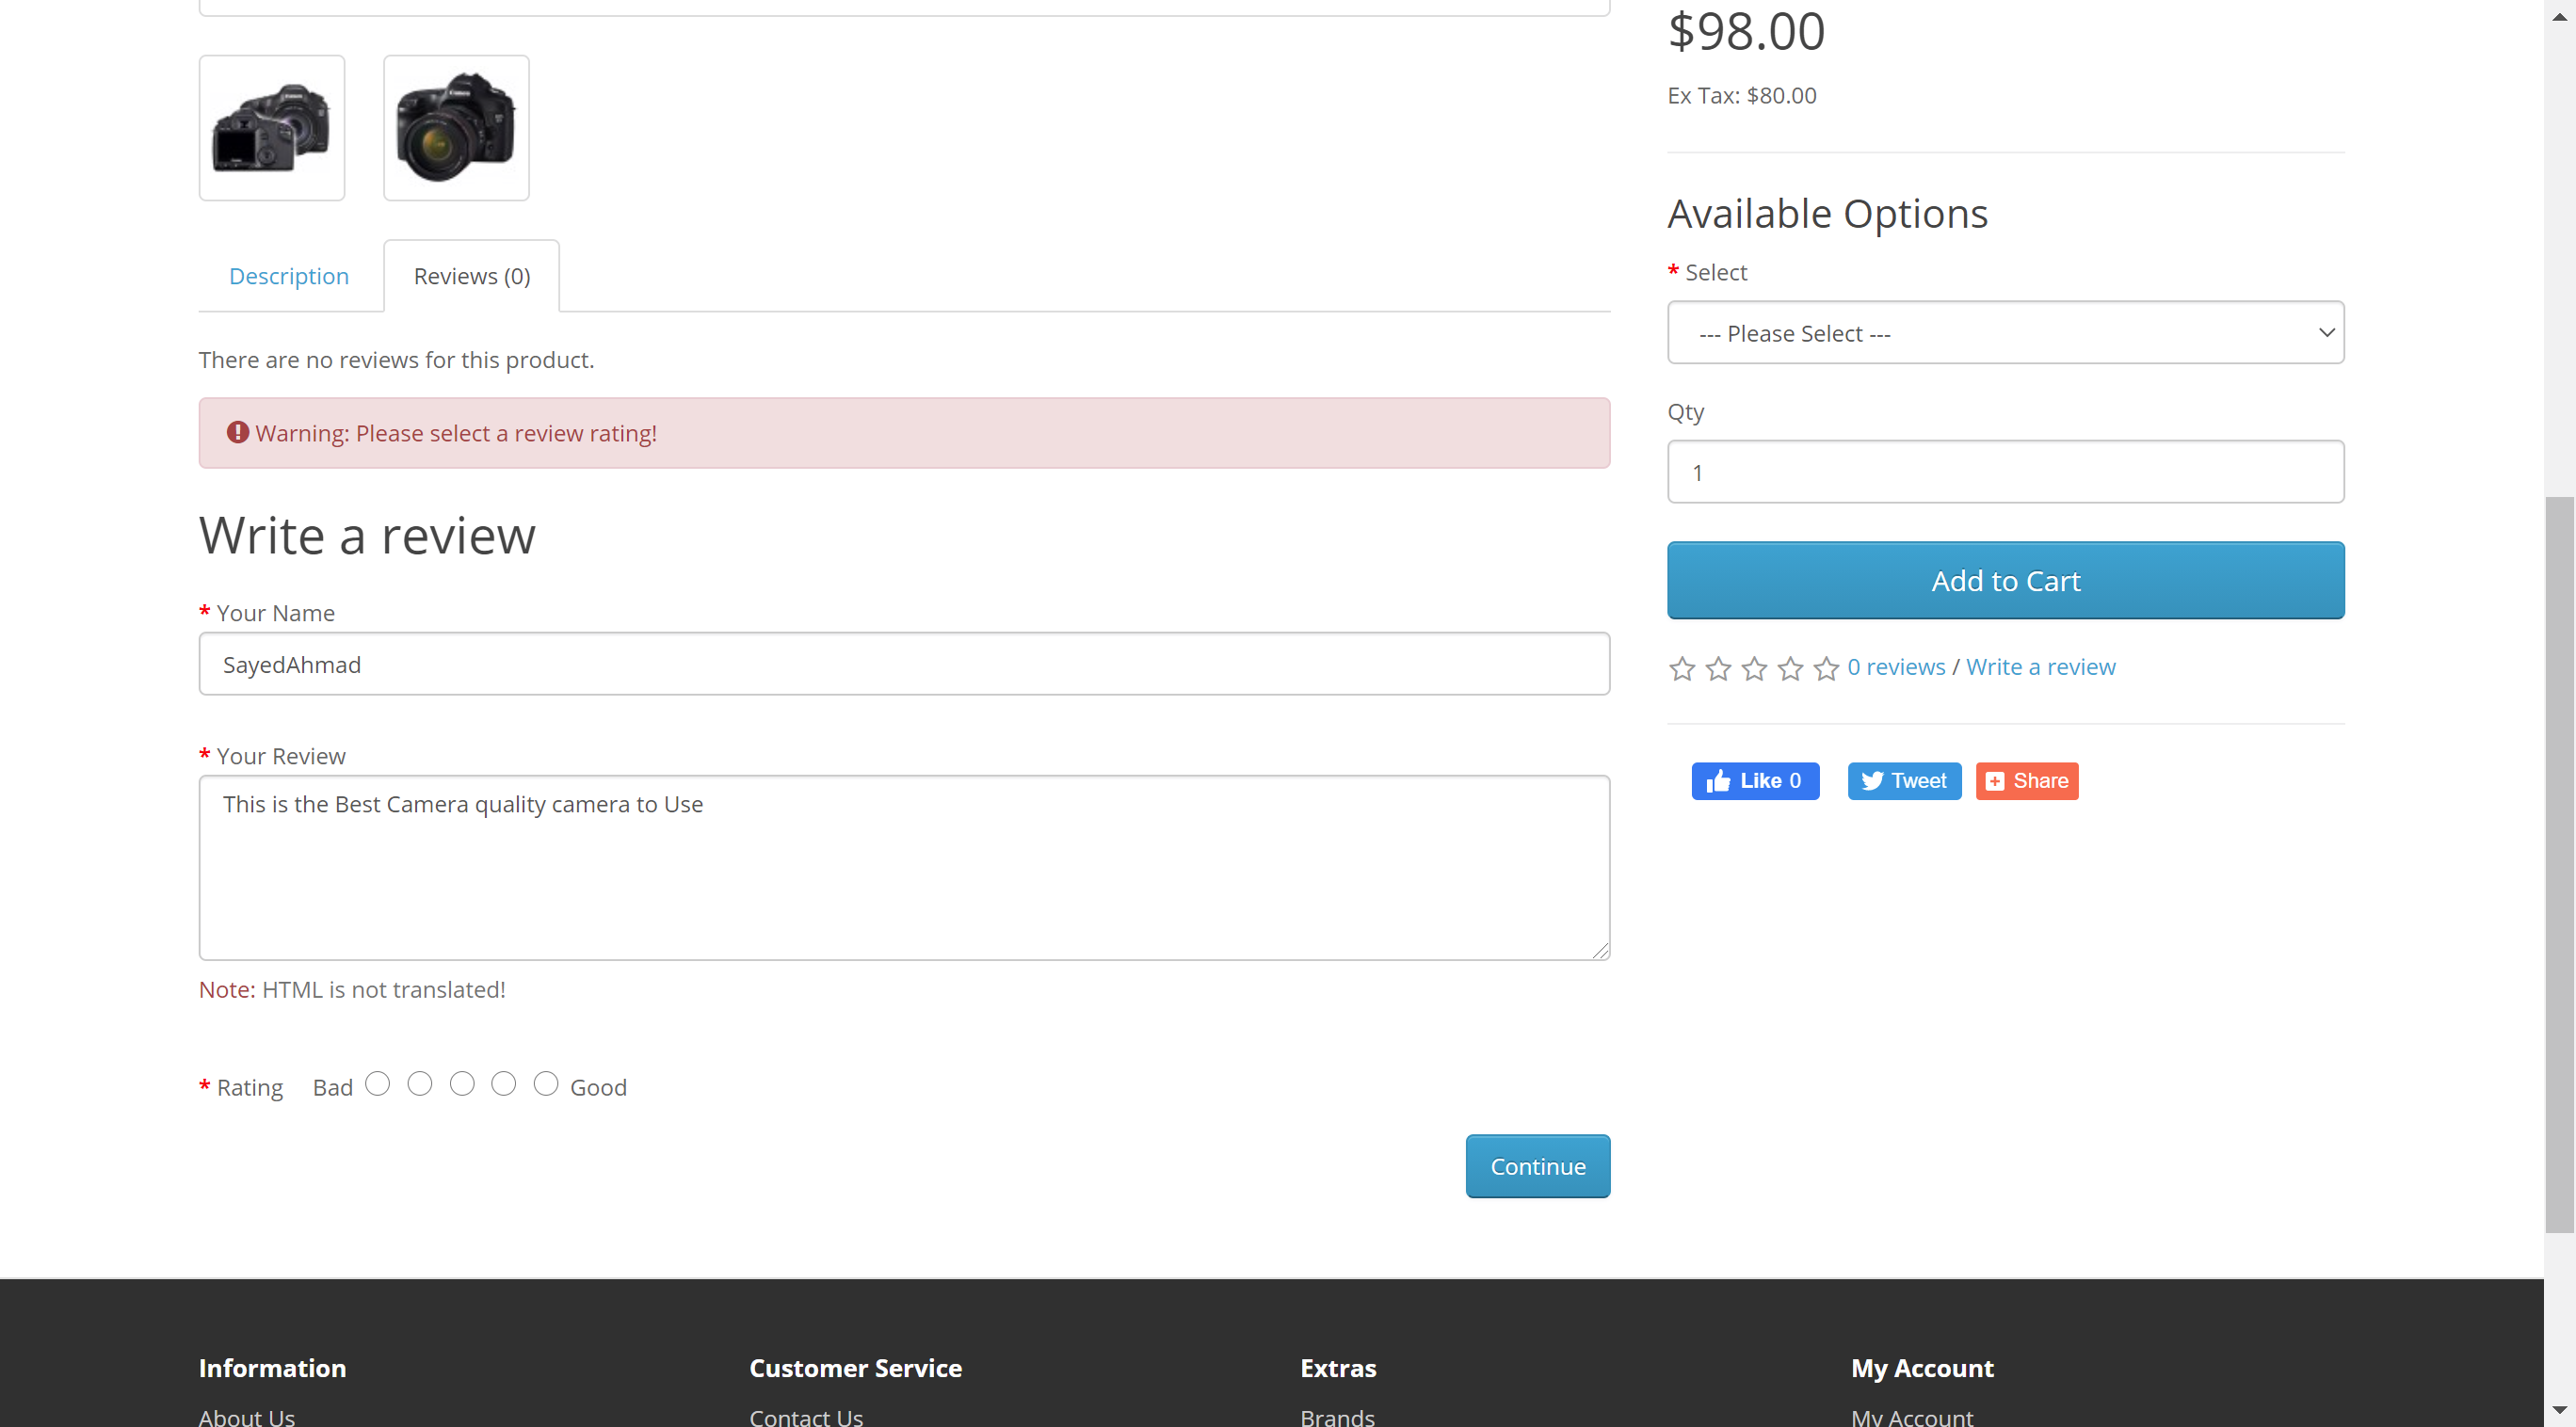 $98.00
Ex Tax: $80.00
Description
Reviews (0)
There are no reviews for this product.
Warning: Please select a review rating!
Write a review
* Your Name
SayedAhmad
* Your Review
This is the Best Camera quality camera to Use
Note: HTML is not translated!
* Rating Bad Good
Continue
Available Options
* Select
--- Please Select ---
Qty
1
Add to Cart
0 reviews / Write a review
Like 0
Tweet
Share
Information
Customer Service
Extras
My Account
About Us
Contact Us
Brands
My Account